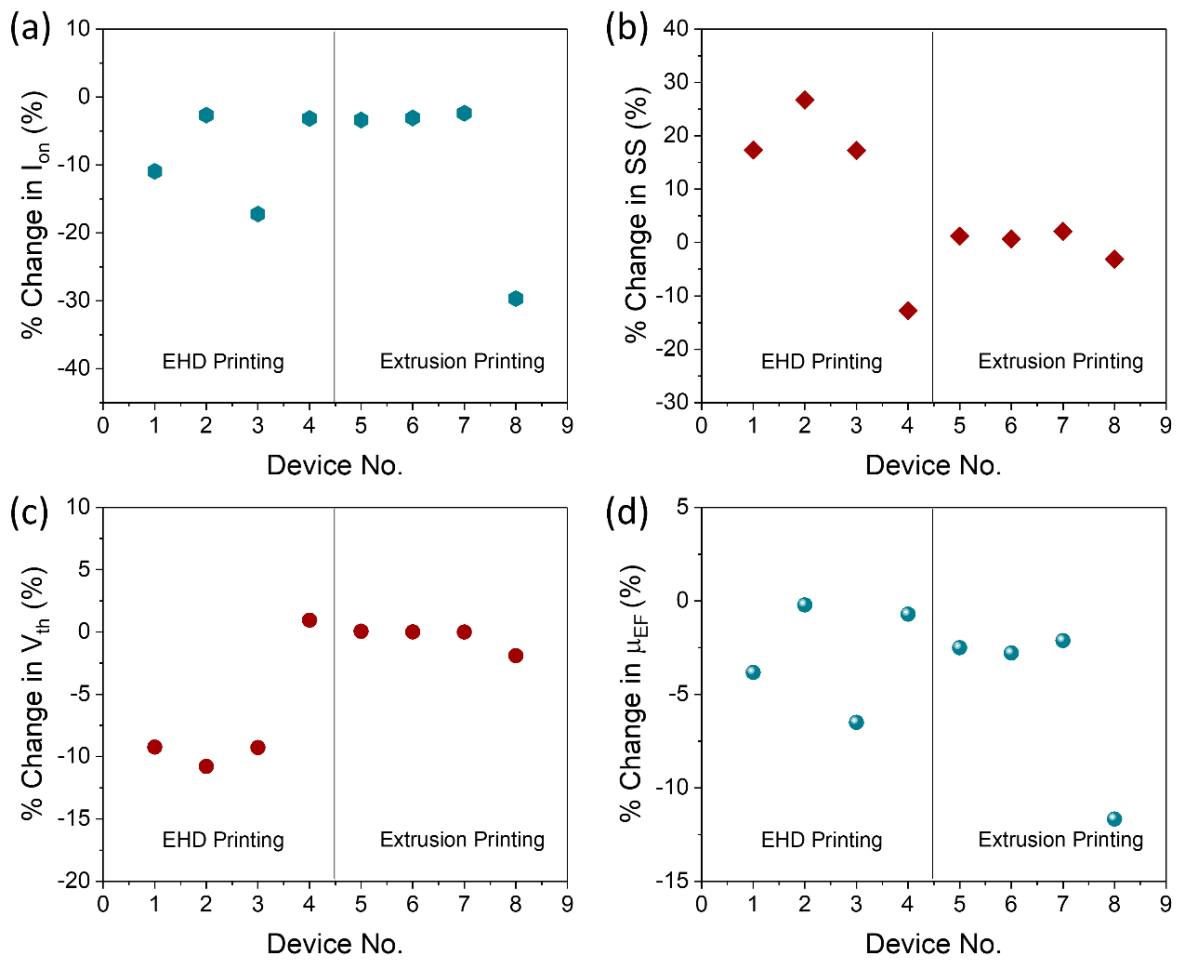 (a)
% Change in Ion (%)
10
0
-10
-20
-30
-40
EHD Printing
Extrusion Printing
0 1 2 3 4 5 6 7 8 9
Device No.
(b)
% Change in SS (%)
40
30
20
10
0
-10
-20
-30
EHD Printing
Extrusion Printing
0 1 2 3 4 5 6 7 8 9
Device No.
(c)
% Change in Vth (%)
10
5
0
-5
-10
-15
-20
EHD Printing
Extrusion Printing
0 1 2 3 4 5 6 7 8 9
Device No.
(d)
% Change in μEF (%)
5
0
-5
-10
-15
EHD Printing
Extrusion Printing
0 1 2 3 4 5 6 7 8 9
Device No.